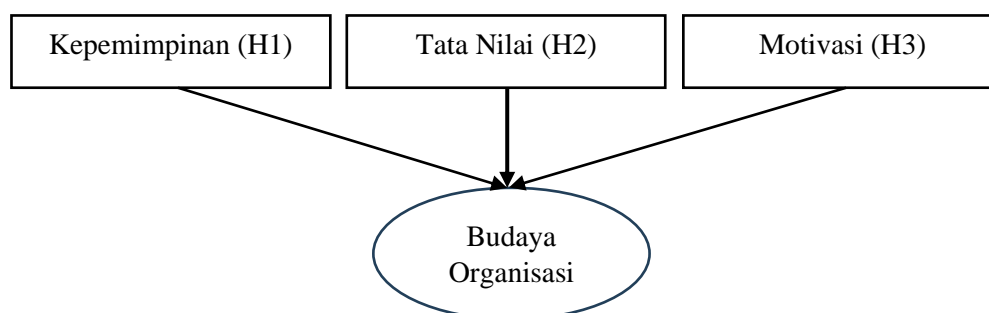 Kepemimpinan (H1)
Tata Nilai (H2)
Motivasi (H3)
Budaya
Organisasi